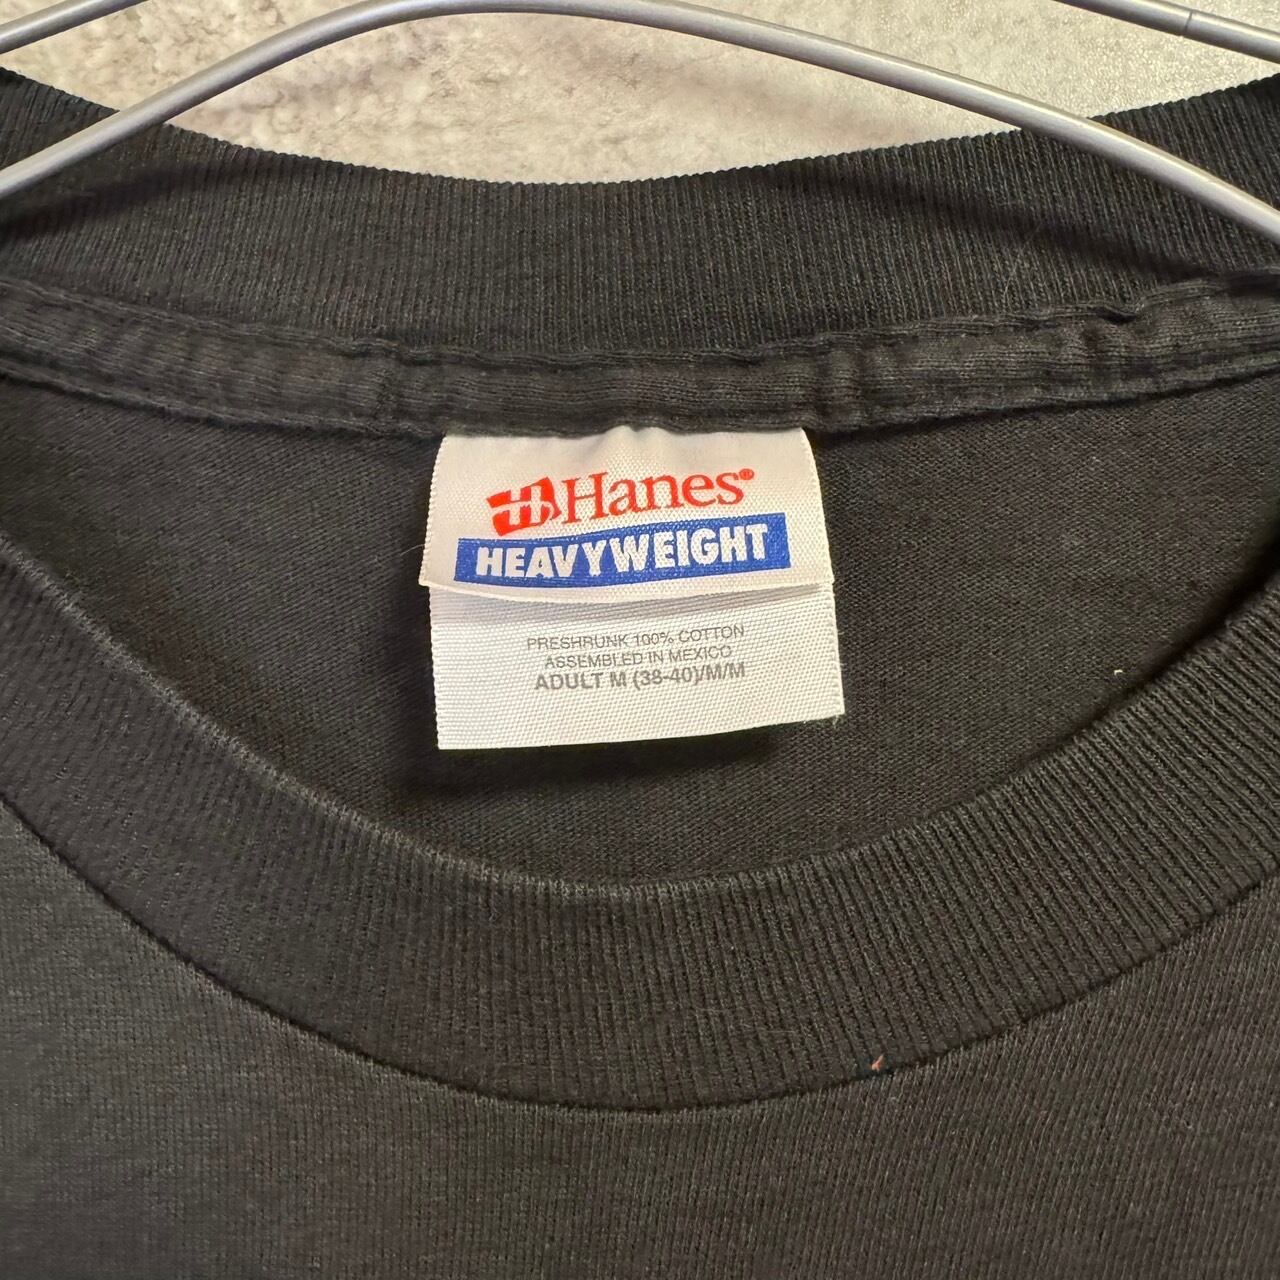 Hanes®
HEAVYWEIGHT
PRESHRUNK 100% COTTON
ASSEMBLED IN MEXICO
ADULT M (38-40)/M/M